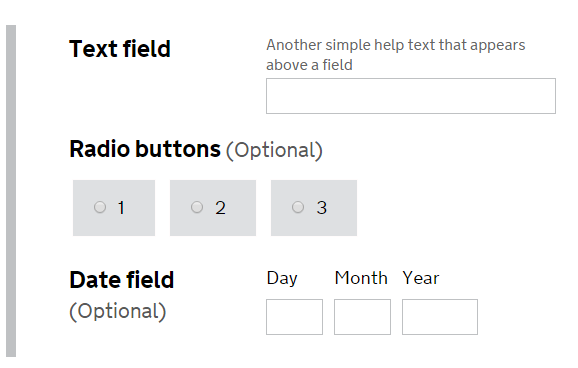 Text field
Another simple help text that appears
above a field
Radio buttons (Optional)
1 2 3
Date field
(Optional)
Day Month Year